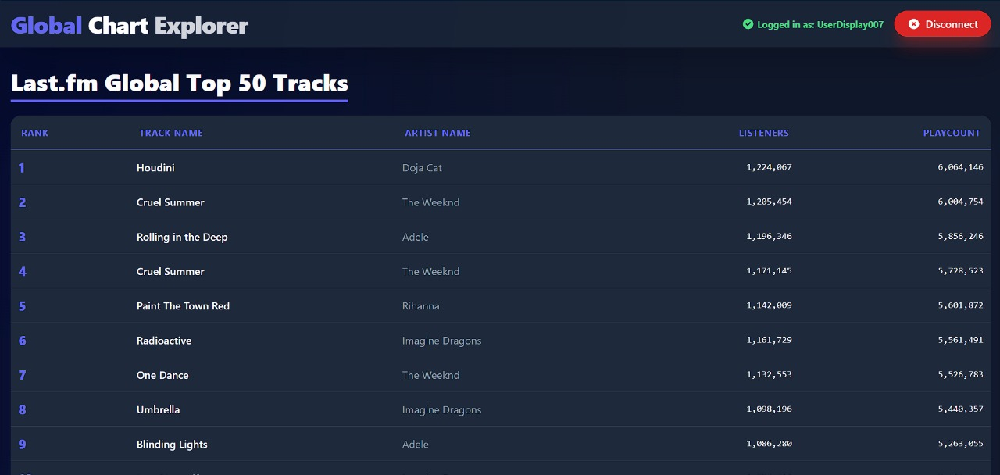 Global Chart Explorer
Logged in as: UserDisplay007
Disconnect
Last.fm Global Top 50 Tracks
RANK TRACK NAME ARTIST NAME LISTENERS PLAYCOUNT
1 Houdini Doja Cat 1,224,067 6,064,146
2 Cruel Summer The Weeknd 1,205,454 6,004,754
3 Rolling in the Deep Adele 1,196,346 5,856,246
4 Cruel Summer The Weeknd 1,171,145 5,728,523
5 Paint The Town Red Rihanna 1,142,009 5,601,872
6 Radioactive Imagine Dragons 1,161,729 5,561,491
7 One Dance The Weeknd 1,132,553 5,526,783
8 Umbrella Imagine Dragons 1,098,196 5,440,357
9 Blinding Lights Adele 1,086,280 5,263,055